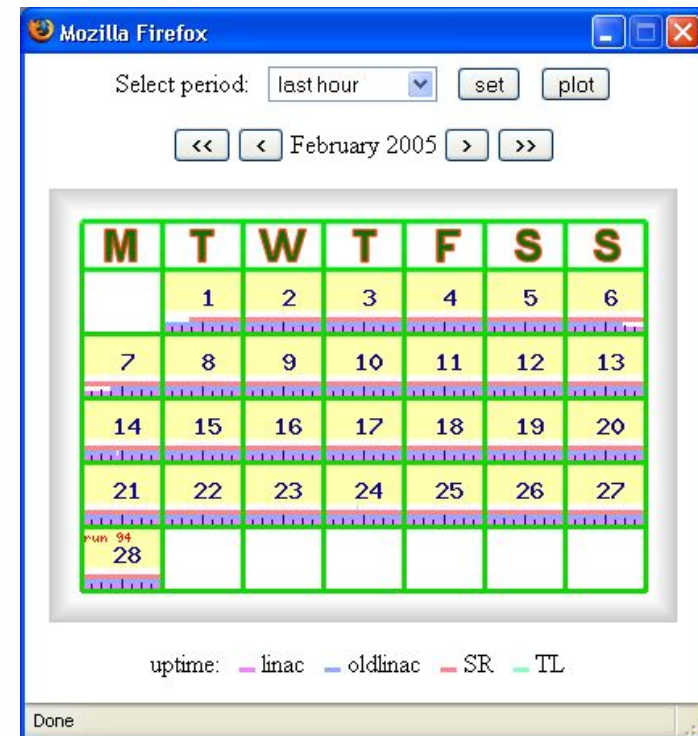 Mozilla Firefox
Select period: last hour set plot
<< < February 2005 > >>
M T W T F S S
1 2 3 4 5 6
7 8 9 10 11 12 13
14 15 16 17 18 19 20
21 22 23 24 25 26 27
run 94
28
uptime: linac oldlinac SR TL
Done